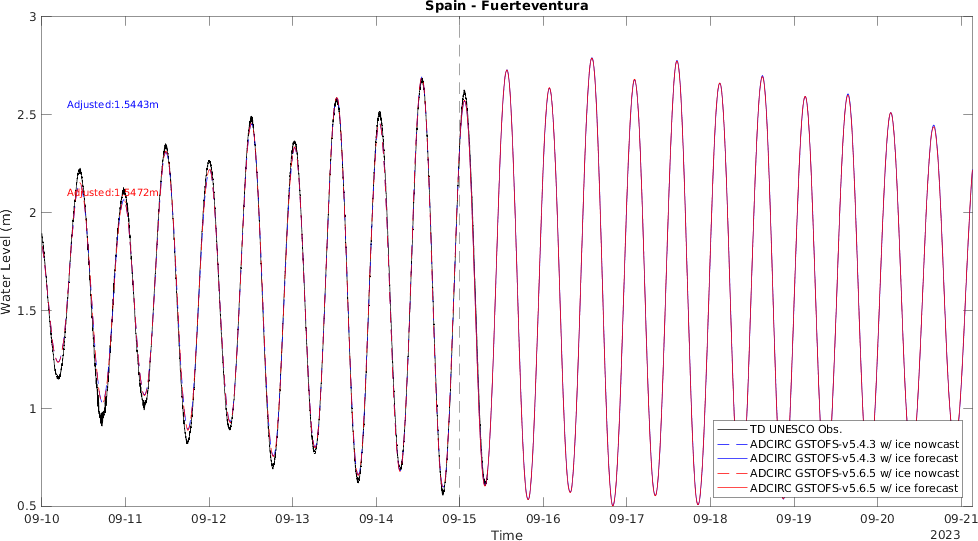 Spain - Fuerteventura
3
2.5
2
1.5
1
0.5
Water Level (m)
Adjusted:1.5443m
Adjusted:1.5472m
TD UNESCO Obs.
ADCIRC GSTOFS-v5.4.3 w/ ice nowcast
ADCIRC GSTOFS-v5.4.3 w/ ice forecast
ADCIRC GSTOFS-v5.6.5 w/ ice nowcast
ADCIRC GSTOFS-v5.6.5 w/ ice forecast
09-10 09-11 09-12 09-13 09-14 09-15 09-16 09-17 09-18 09-19 09-20 09-21
Time
2023